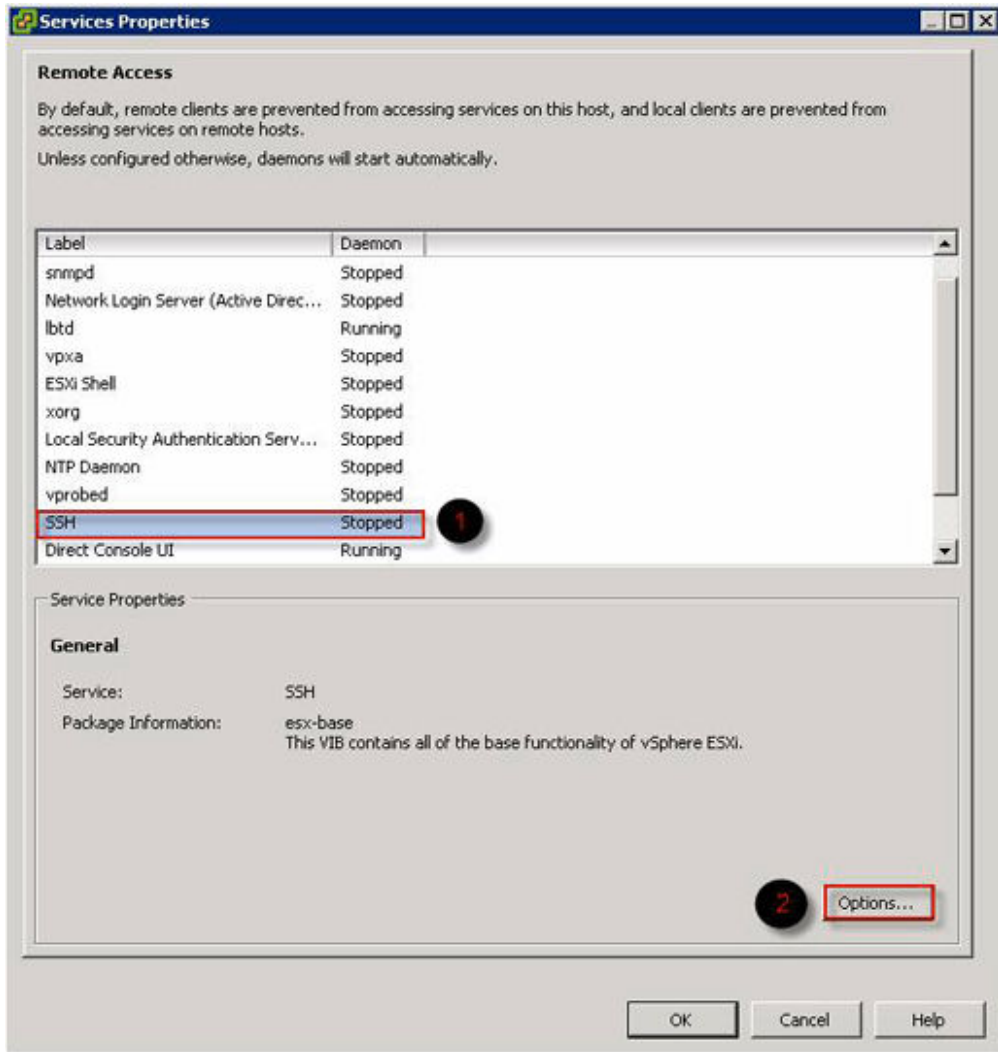 Services Properties
Remote Access
By default, remote clients are prevented from accessing services on this host, and local clients are prevented from
accessing services on remote hosts.
Unless configured otherwise, daemons will start automatically.
Label Daemon
snmpd Stopped
Network Login Server (Active Direc... Stopped
lbtd Running
vpxa Stopped
ESXi Shell Stopped
xorg Stopped
Local Security Authentication Serv... Stopped
NTP Daemon Stopped
vprobed Stopped
SSH Stopped 1
Direct Console UI Running
Service Properties
General
Service: SSH
Package Information: esx-base
This VIB contains all of the base functionality of vSphere ESXi.
2 Options...
OK Cancel Help